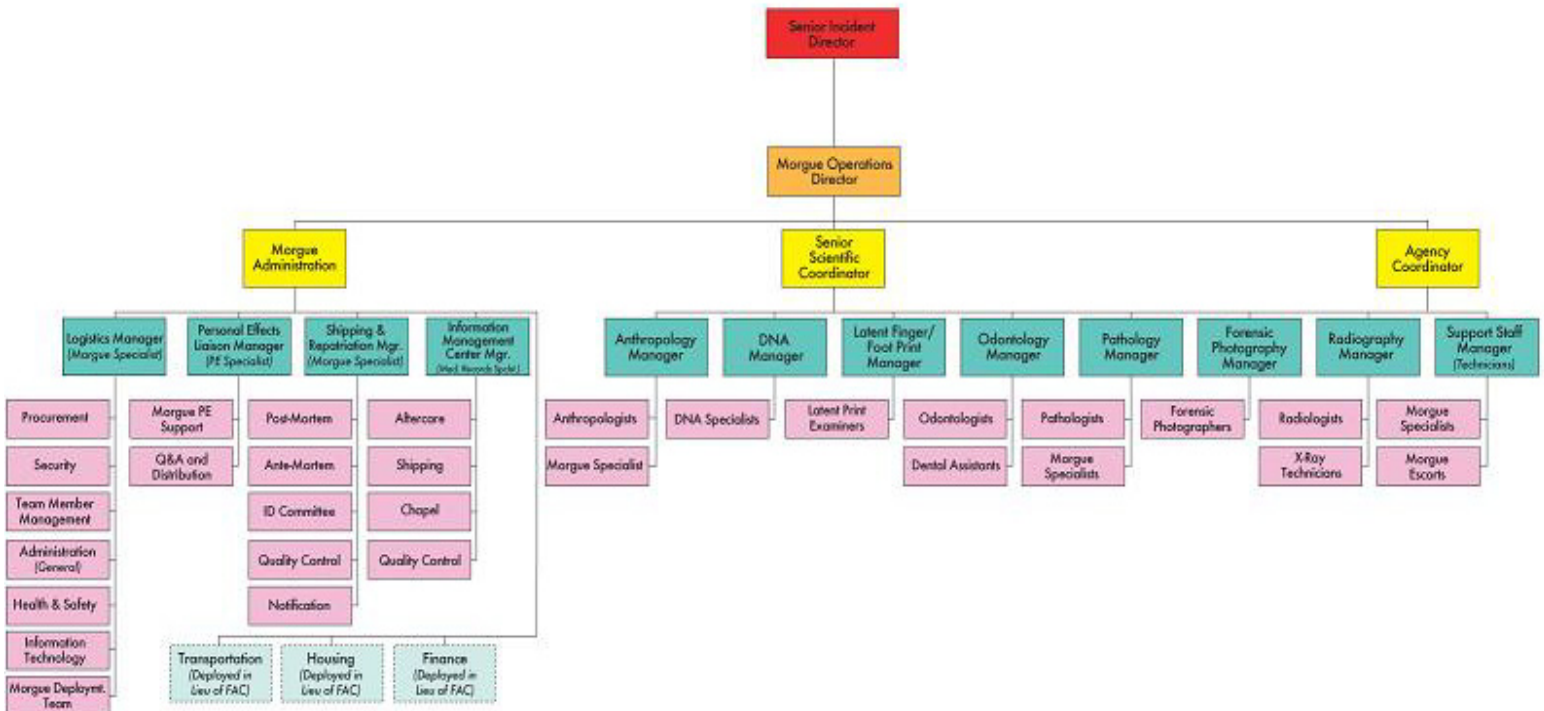 Senior Incident
Director
Morgue Operations
Director
Morgue
Administration
Senior
Scientific
Coordinator
Agency
Coordinator
Logistics Manager
(Morgue Specialist)
Personal Effects
Liaison Manager
(PE Specialist)
Shipping &
Repatriation Mgr.
(Morgue Specialist)
Information
Management
Center Mgr.
(Med. Records Spclst.)
Anthropology
Manager
DNA
Manager
Latent Finger/
Foot Print
Manager
Odontology
Manager
Pathology
Manager
Forensic
Photography
Manager
Radiography
Manager
Support Staff
Manager
(Technicians)
Procurement
Security
Team Member
Management
Administration
(General)
Health & Safety
Information
Technology
Morgue Deploymt.
Team
Morgue PE
Support
Q&A and
Distribution
Post-Mortem
Ante-Mortem
ID Committee
Quality Control
Notification
Aftercare
Shipping
Chapel
Quality Control
Transportation
(Deployed in
Lieu of FAC)
Housing
(Deployed in
Lieu of FAC)
Finance
(Deployed in
Lieu of FAC)
Anthropologists
Morgue Specialist
DNA Specialists
Latent Print
Examiners
Odontologists
Dental Assistants
Pathologists
Morgue
Specialists
Forensic
Photographers
Radiologists
X-Ray
Technicians
Morgue
Specialists
Morgue
Escorts